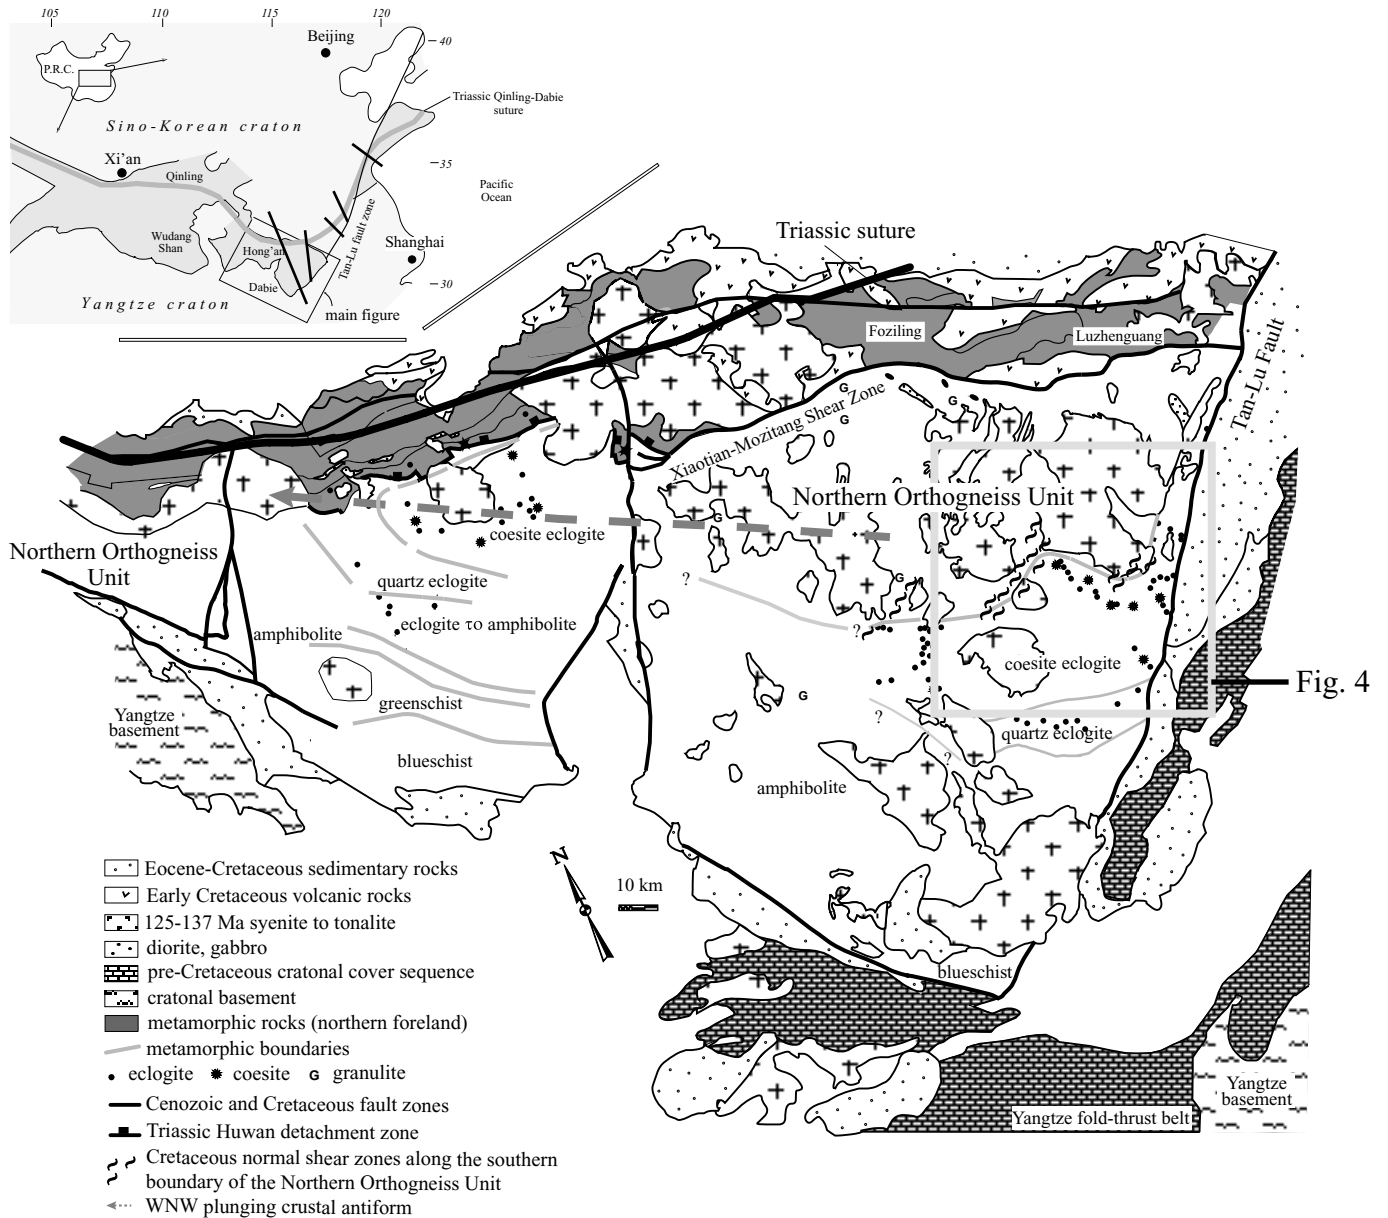 105
110
115
120
Beijing
40
P.R.C.
Triassic Qinling-Dabie
suture
Sino-Korean craton
Xi'an
35
Qinling
Pacific
Ocean
Wudang
Shan
Hong'an
Tan-Lu fault zone
Shanghai
Dabie
30
Yangtze craton
main figure
Triassic suture
Foziling
Luzhenguang
Tan-Lu Fault
G
G
G
Xiaotian-Mozitang Shear Zone
Northern Orthogneiss Unit
G
coesite eclogite
Northern Orthogneiss
Unit
quartz eclogite
?
G
G
eclogite το amphibolite
?
amphibolite
coesite eclogite
Fig. 4
greenschist
G
Yangtze
basement
?
quartz eclogite
?
blueschist
amphibolite
N
10 km
blueschist
Yangtze
basement
Yangtze fold-thrust belt
Eocene-Cretaceous sedimentary rocks
Early Cretaceous volcanic rocks
125-137 Ma syenite to tonalite
diorite, gabbro
pre-Cretaceous cratonal cover sequence
cratonal basement
metamorphic rocks (northern foreland)
metamorphic boundaries
eclogite coesite G granulite
Cenozoic and Cretaceous fault zones
Triassic Huwan detachment zone
Cretaceous normal shear zones along the southern
boundary of the Northern Orthogneiss Unit
WNW plunging crustal antiform